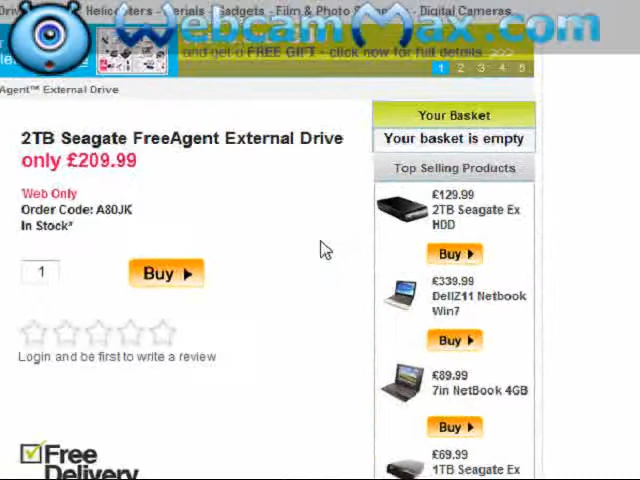 WebcamMax.com
Helicopters - Aerials - Gadgets - Film & Photo - Digital Cameras
and get a FREE GIFT - click now for full details >>>
1 2 3 4 5
Agent™ External Drive
2TB Seagate FreeAgent External Drive
only £209.99
Web Only
Order Code: A80JK
In Stock*
1
Buy
Login and be first to write a review
Free
Delivery
Your Basket
Your basket is empty
Top Selling Products
£129.99
2TB Seagate Ex
HDD
Buy
£339.99
DellZ11 Netbook
Win7
Buy
£89.99
7in NetBook 4GB
Buy
£69.99
1TB Seagate Ex